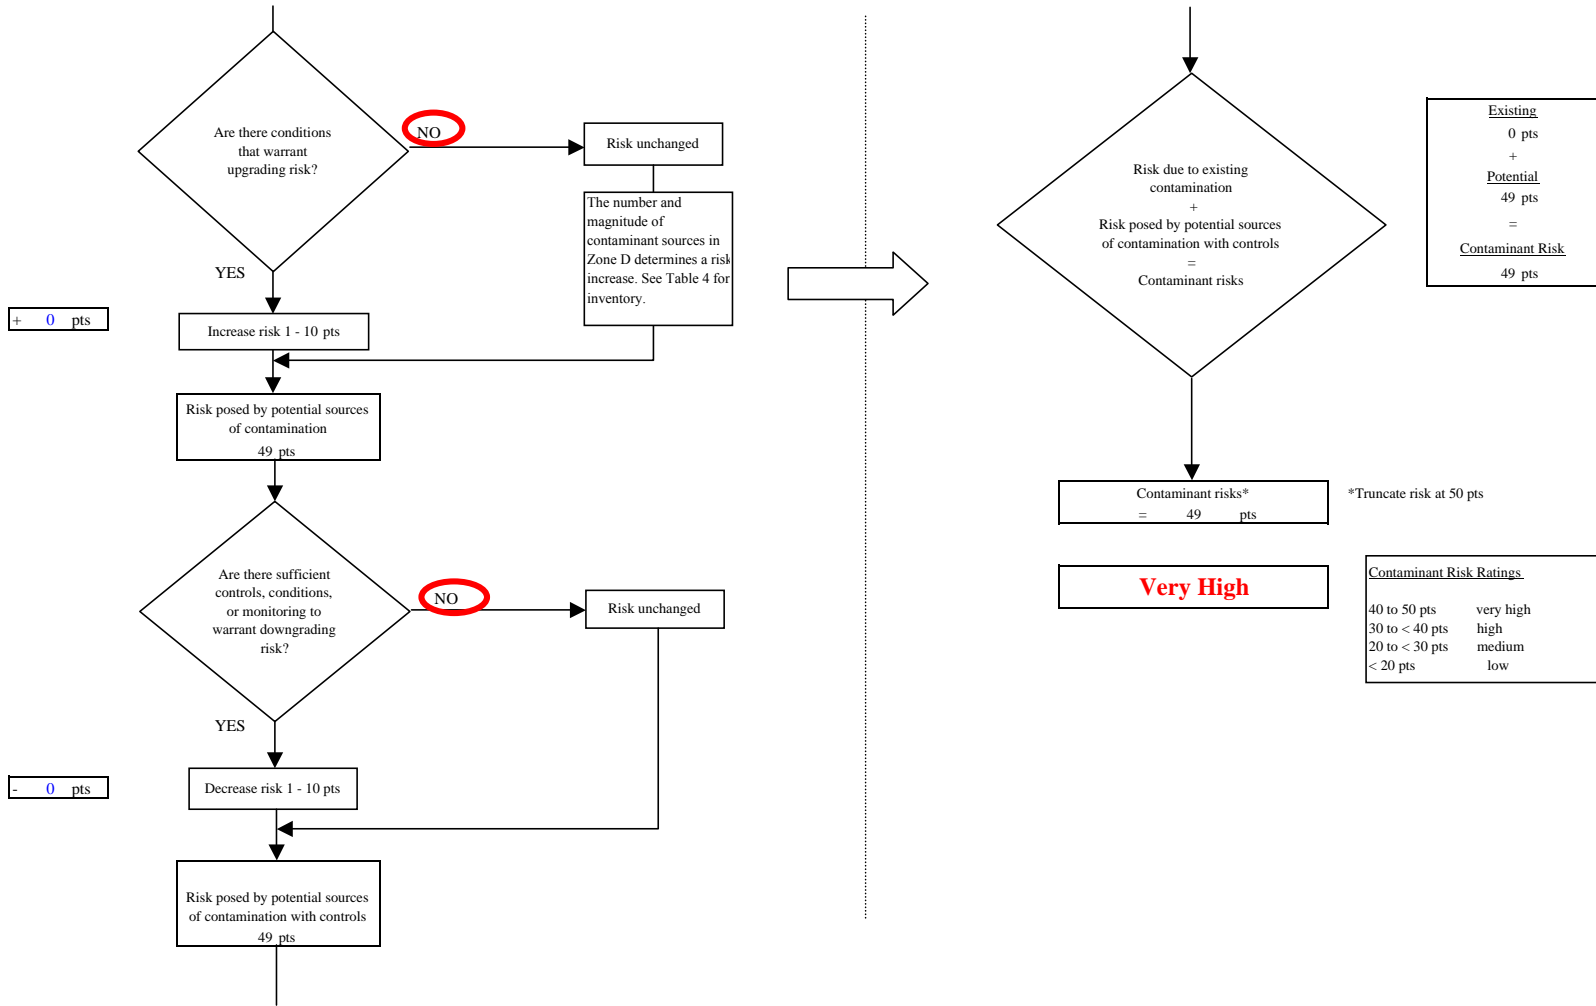 Are there conditions
that warrant
upgrading risk?
NO
Risk unchanged
The number and
magnitude of
contaminant sources in
Zone D determines a risk
increase. See Table 4 for
inventory.
YES
+ 0 pts
Increase risk 1 - 10 pts
Risk posed by potential sources
of contamination
49 pts
Are there sufficient
controls, conditions,
or monitoring to
warrant downgrading
risk?
NO
Risk unchanged
YES
- 0 pts
Decrease risk 1 - 10 pts
Risk posed by potential sources
of contamination with controls
49 pts
Risk due to existing
contamination
+
Risk posed by potential sources
of contamination with controls
=
Contaminant risks
Existing
0 pts
+
Potential
49 pts
=
Contaminant Risk
49 pts
Contaminant risks*
= 49 pts
*Truncate risk at 50 pts
Very High
Contaminant Risk Ratings
40 to 50 pts very high
30 to < 40 pts high
20 to < 30 pts medium
< 20 pts low